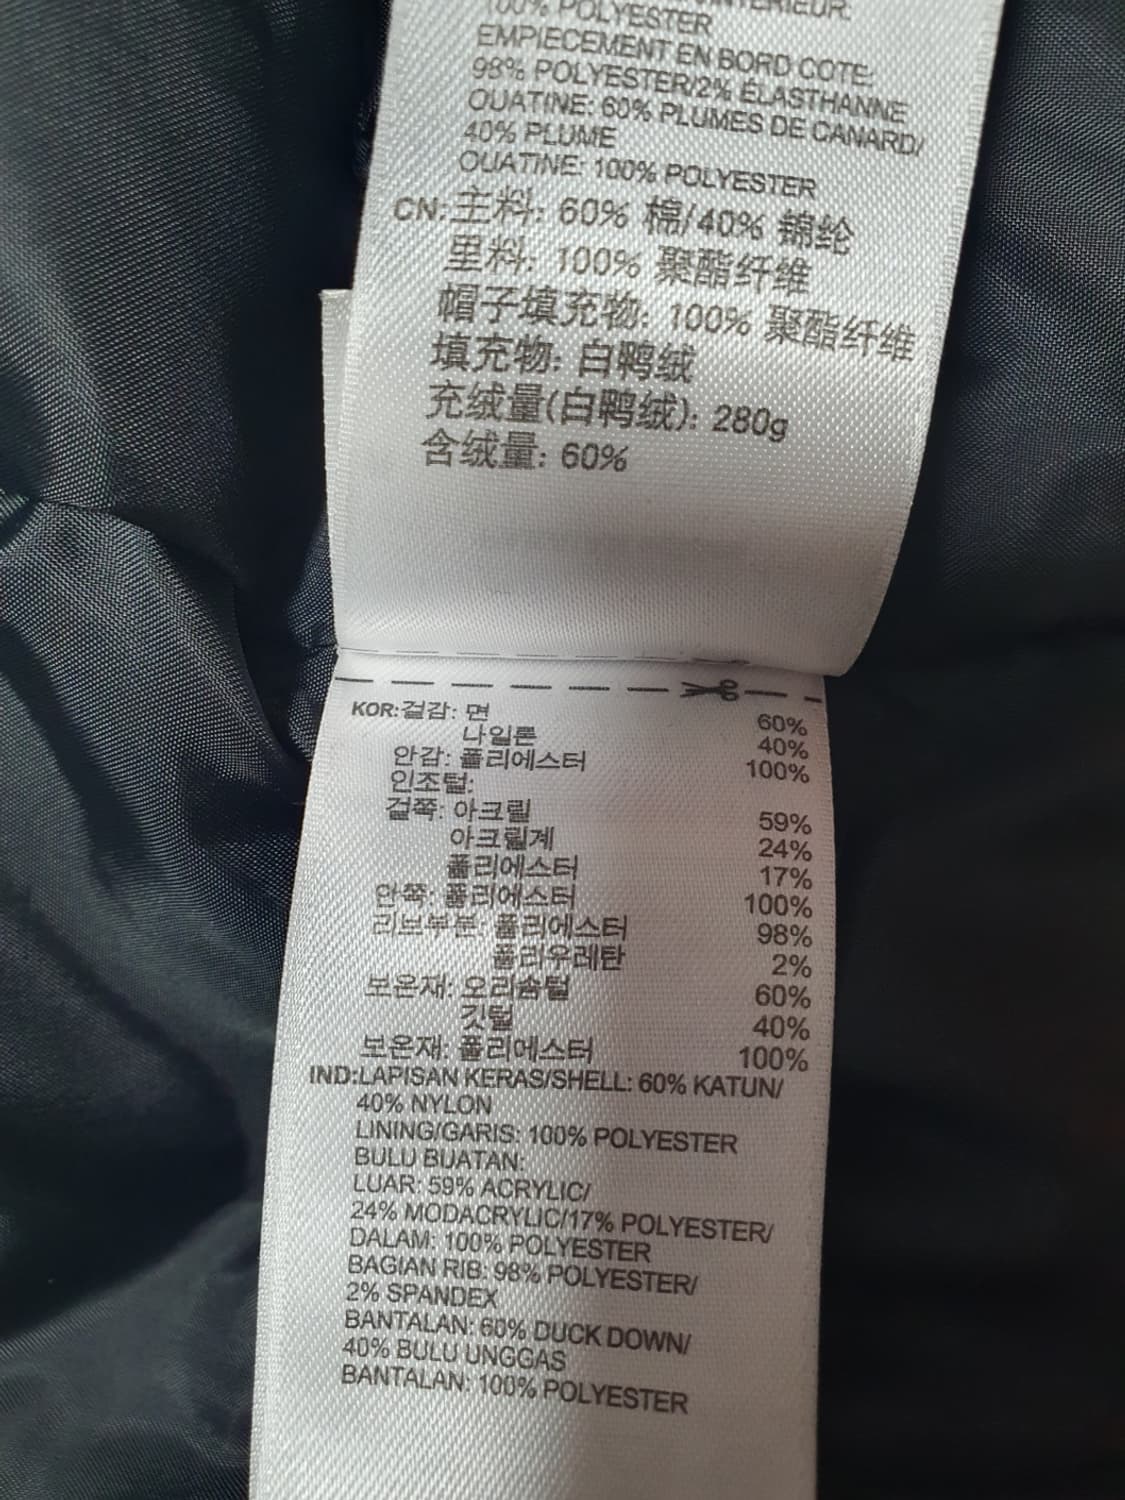 INTÉRIEUR:
100% POLYESTER
EMPIECEMENT EN BORD COTE:
98% POLYESTER/2% ÉLASTHANNE
OUATINE: 60% PLUMES DE CANARD/
40% PLUME
OUATINE: 100% POLYESTER
CN:主料: 60% 棉/40% 锦纶
里料: 100% 聚酯纤维
帽子填充物: 100% 聚酯纤维
填充物: 白鸭绒
充绒量(白鸭绒): 280g
含绒量: 60%
KOR:겉감: 면 60%
나일론 40%
안감: 폴리에스터 100%
인조털:
겉쪽: 아크릴 59%
아크릴계 24%
폴리에스터 17%
안쪽: 폴리에스터 100%
리브부분: 폴리에스터 98%
폴리우레탄 2%
보온재: 오리솜털 60%
깃털 40%
보온재: 폴리에스터 100%
IND:LAPISAN KERAS/SHELL: 60% KATUN/
40% NYLON
LINING/GARIS: 100% POLYESTER
BULU BUATAN:
LUAR: 59% ACRYLIC/
24% MODACRYLIC/17% POLYESTER/
DALAM: 100% POLYESTER
BAGIAN RIB: 98% POLYESTER/
2% SPANDEX
BANTALAN: 60% DUCK DOWN/
40% BULU UNGGAS
BANTALAN: 100% POLYESTER